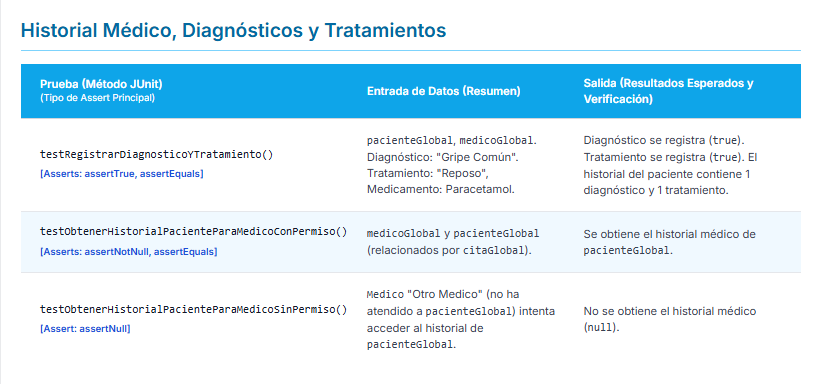 Historial Médico, Diagnósticos y Tratamientos
Prueba (Método JUnit)
(Tipo de Assert Principal)
Entrada de Datos (Resumen)
Salida (Resultados Esperados y
Verificación)
testRegistrarDiagnosticoYTratamiento()
[Asserts: assertTrue, assertEquals]
pacienteGlobal, medicoGlobal.
Diagnóstico: "Gripe Común".
Tratamiento: "Reposo",
Medicamento: Paracetamol.
Diagnóstico se registra (true).
Tratamiento se registra (true). El
historial del paciente contiene 1
diagnóstico y 1 tratamiento.
testObtenerHistorialPacienteParaMedicoConPermiso()
[Asserts: assertNotNull, assertEquals]
medicoGlobal y pacienteGlobal
(relacionados por citaGlobal).
Se obtiene el historial médico de
pacienteGlobal.
testObtenerHistorialPacienteParaMedicoSinPermiso()
[Assert: assertNull]
Medico "Otro Medico" (no ha
atendido a pacienteGlobal) intenta
acceder al historial de
pacienteGlobal.
No se obtiene el historial médico
(null).